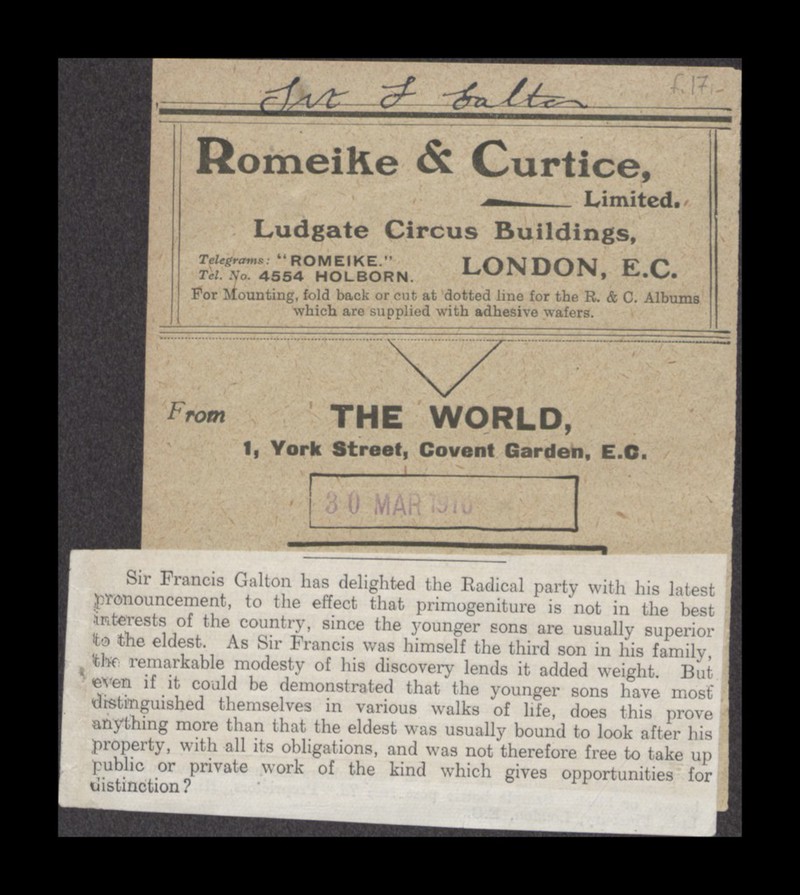 Sir F Galton
f.17.
Romeike & Curtice,
Limited.
Ludgate Circus Buildings,
Telegrams: "ROMEIKE."
Tel. No. 4554 HOLBORN.
LONDON, E.C.
For Mounting, fold back or cut at dotted line for the R. & C. Albums
which are supplied with adhesive wafers.
From
THE WORLD,
1, York Street, Covent Garden, E.C.
30 MAR 1910
Sir Francis Galton has delighted the Radical party with his latest
pronouncement, to the effect that primogeniture is not in the best
interests of the country, since the younger sons are usually superior
to the eldest. As Sir Francis was himself the third son in his family,
the remarkable modesty of his discovery lends it added weight. But
even if it could be demonstrated that the younger sons have most
distinguished themselves in various walks of life, does this prove
anything more than that the eldest was usually bound to look after his
property, with all its obligations, and was not therefore free to take up
public or private work of the kind which gives opportunities for
distinction?